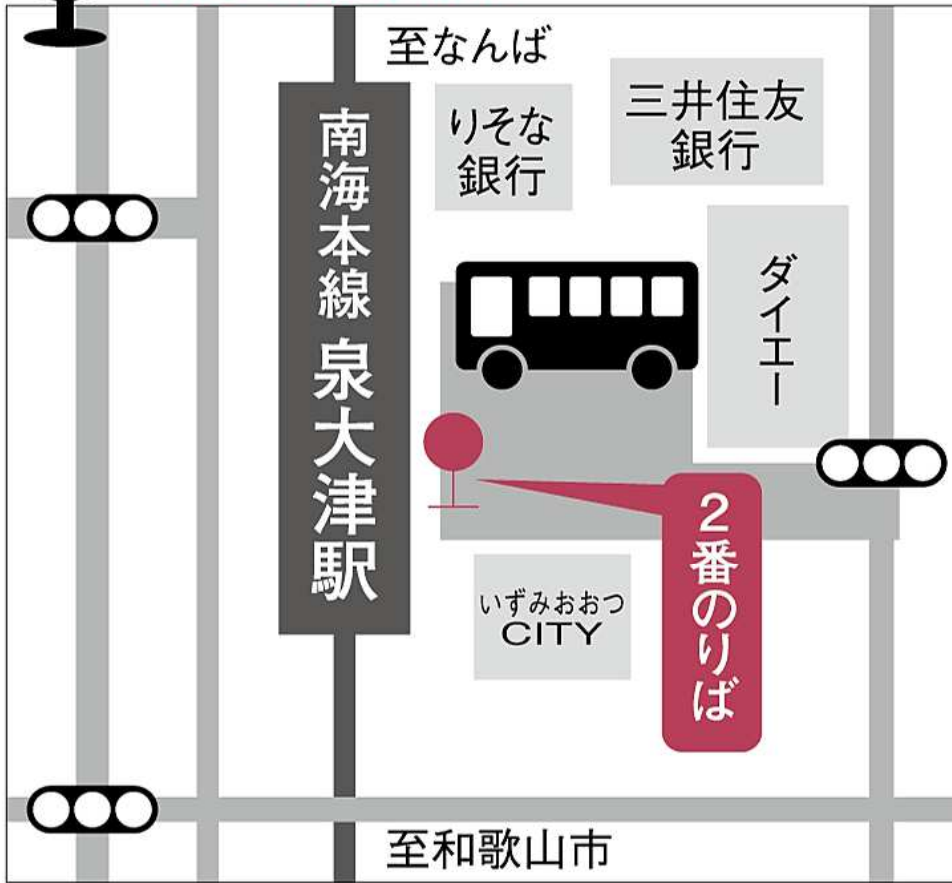 至なんば
りそな
銀行
三井住友
銀行
南海本線 泉大津駅
ダイエー
2番のりば
いずみおおつ
CITY
至和歌山市